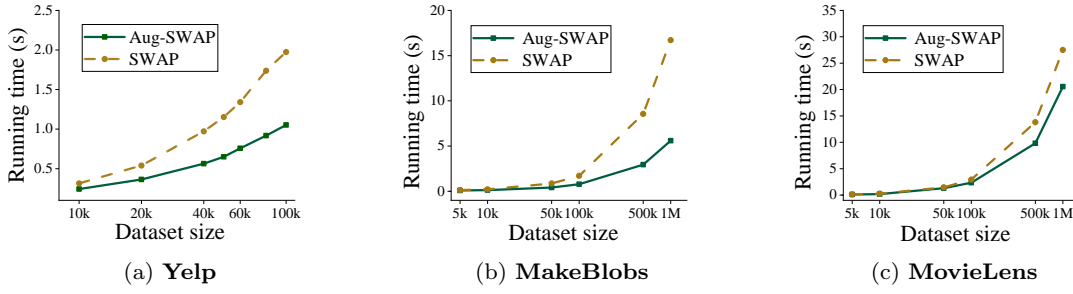 2.5
2.0
1.5
1.0
0.5
Running time (s)
Aug-SWAP
SWAP
10k 20k 40k 60k 100k
Dataset size
(a) Yelp
20
15
10
5
0
Running time (s)
Aug-SWAP
SWAP
5k 10k 50k 100k 500k 1M
Dataset size
(b) MakeBlobs
35
30
25
20
15
10
5
0
Running time (s)
Aug-SWAP
SWAP
5k 10k 50k 100k 500k 1M
Dataset size
(c) MovieLens